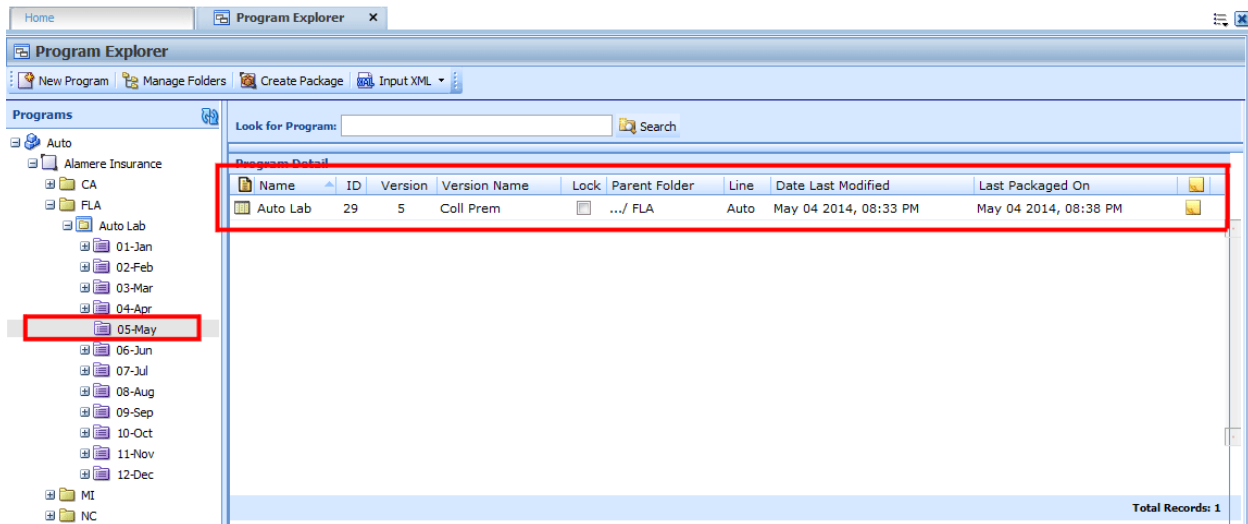 Home Program Explorer x
Program Explorer
New Program Manage Folders Create Package XML Input XML
Programs
Look for Program: Search
Auto
Alamere Insurance
Program Detail
CA
Name ID Version Version Name Lock Parent Folder Line Date Last Modified Last Packaged On
FLA
Auto Lab 29 5 Coll Prem .../ FLA Auto May 04 2014, 08:33 PM May 04 2014, 08:38 PM
Auto Lab
01-Jan
02-Feb
03-Mar
04-Apr
05-May
06-Jun
07-Jul
08-Aug
09-Sep
10-Oct
11-Nov
12-Dec
MI
Total Records: 1
NC